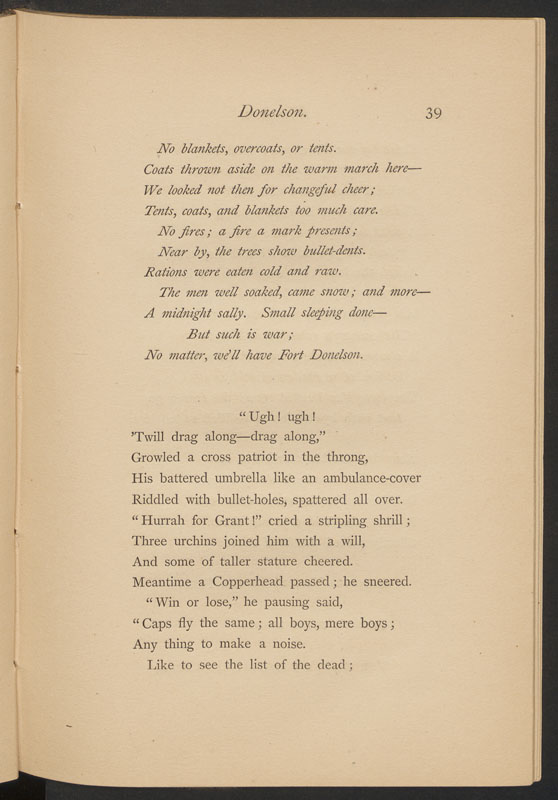 Donelson. 39
No blankets, overcoats, or tents.
Coats thrown aside on the warm march here—
We looked not then for changeful cheer;
Tents, coats, and blankets too much care.
No fires; a fire a mark presents;
Near by, the trees show bullet-dents.
Rations were eaten cold and raw.
The men well soaked, came snow; and more—
A midnight sally. Small sleeping done—
But such is war;
No matter, we'll have Fort Donelson.
"Ugh! ugh!
'Twill drag along—drag along,"
Growled a cross patriot in the throng,
His battered umbrella like an ambulance-cover
Riddled with bullet-holes, spattered all over.
"Hurrah for Grant!" cried a stripling shrill;
Three urchins joined him with a will,
And some of taller stature cheered.
Meantime a Copperhead passed; he sneered.
"Win or lose," he pausing said,
"Caps fly the same; all boys, mere boys;
Any thing to make a noise.
Like to see the list of the dead;